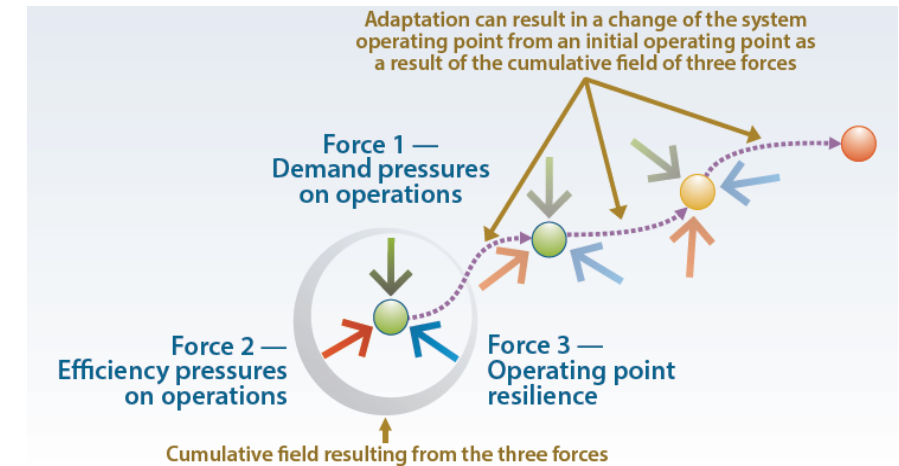 Adaptation can result in a change of the system
operating point from an initial operating point as
a result of the cumulative field of three forces
Force 1 —
Demand pressures
on operations
Force 2 —
Efficiency pressures
on operations
Force 3 —
Operating point
resilience
Cumulative field resulting from the three forces